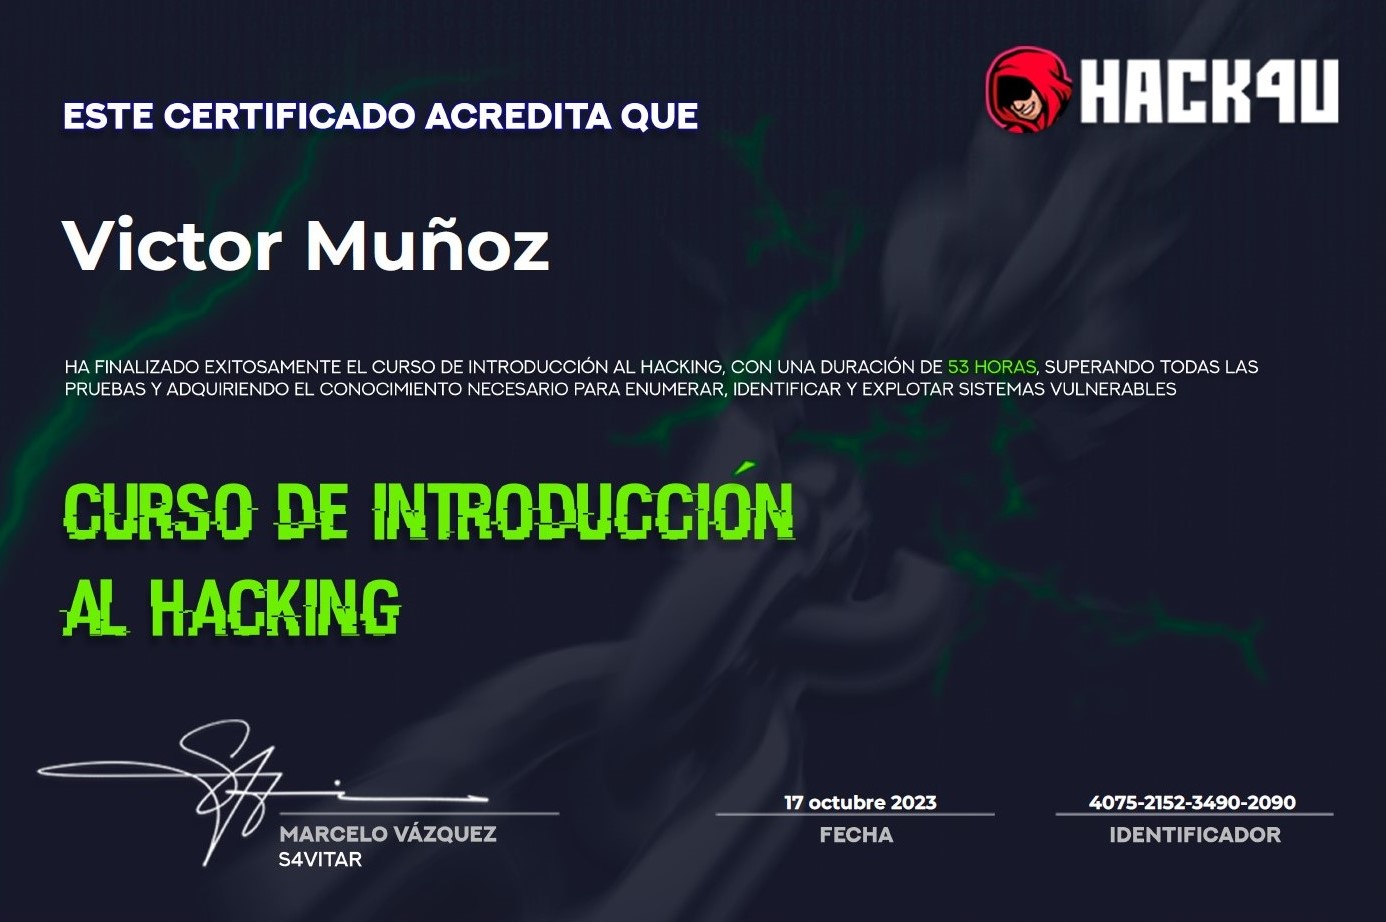 HACK4U
ESTE CERTIFICADO ACREDITA QUE
Victor Muñoz
HA FINALIZADO EXITOSAMENTE EL CURSO DE INTRODUCCIÓN AL HACKING, CON UNA DURACIÓN DE 53 HORAS, SUPERANDO TODAS LAS
PRUEBAS Y ADQUIRIENDO EL CONOCIMIENTO NECESARIO PARA ENUMERAR, IDENTIFICAR Y EXPLOTAR SISTEMAS VULNERABLES
CURSO DE INTRODUCCIÓN
AL HACKING
17 octubre 2023
4075-2152-3490-2090
MARCELO VÁZQUEZ
FECHA
IDENTIFICADOR
S4VITAR